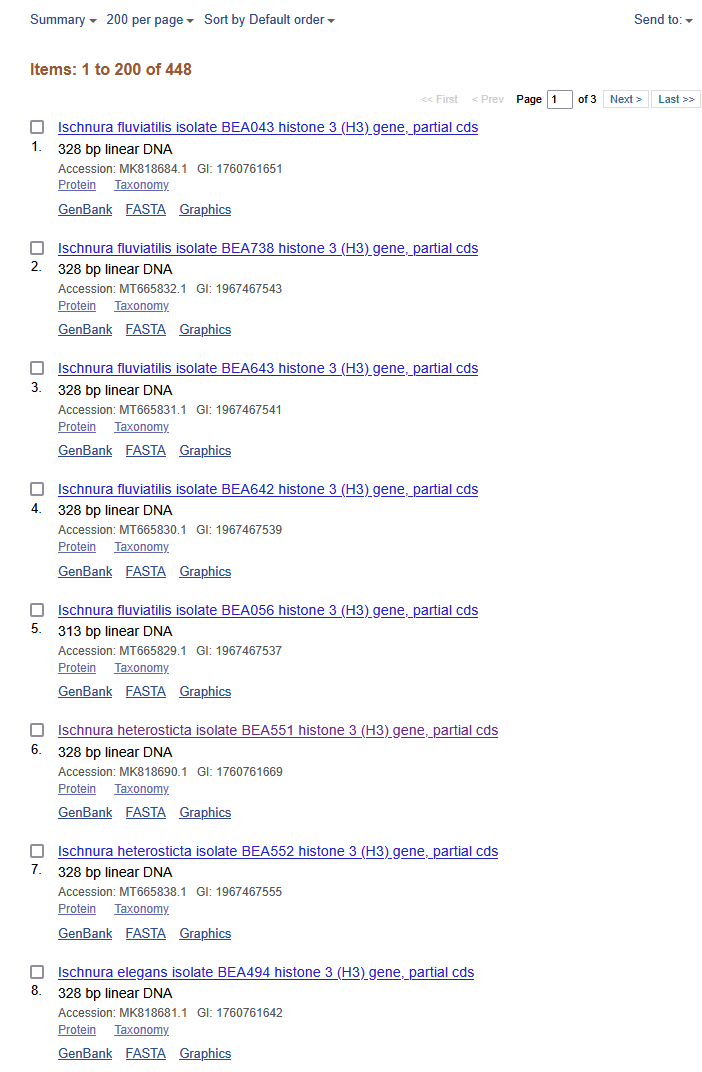 Summary 200 per page Sort by Default order Send to:
Items: 1 to 200 of 448
<< First < Prev Page 1 of 3 Next > Last >>
Ischnura fluviatilis isolate BEA043 histone 3 (H3) gene, partial cds
1. 328 bp linear DNA
Accession: MK818684.1 GI: 1760761651
Protein Taxonomy
GenBank FASTA Graphics
Ischnura fluviatilis isolate BEA738 histone 3 (H3) gene, partial cds
2. 328 bp linear DNA
Accession: MT665832.1 GI: 1967467543
Protein Taxonomy
GenBank FASTA Graphics
Ischnura fluviatilis isolate BEA643 histone 3 (H3) gene, partial cds
3. 328 bp linear DNA
Accession: MT665831.1 GI: 1967467541
Protein Taxonomy
GenBank FASTA Graphics
Ischnura fluviatilis isolate BEA642 histone 3 (H3) gene, partial cds
4. 328 bp linear DNA
Accession: MT665830.1 GI: 1967467539
Protein Taxonomy
GenBank FASTA Graphics
Ischnura fluviatilis isolate BEA056 histone 3 (H3) gene, partial cds
5. 313 bp linear DNA
Accession: MT665829.1 GI: 1967467537
Protein Taxonomy
GenBank FASTA Graphics
Ischnura heterosticta isolate BEA551 histone 3 (H3) gene, partial cds
6. 328 bp linear DNA
Accession: MK818690.1 GI: 1760761669
Protein Taxonomy
GenBank FASTA Graphics
Ischnura heterosticta isolate BEA552 histone 3 (H3) gene, partial cds
7. 328 bp linear DNA
Accession: MT665838.1 GI: 1967467555
Protein Taxonomy
GenBank FASTA Graphics
Ischnura elegans isolate BEA494 histone 3 (H3) gene, partial cds
8. 328 bp linear DNA
Accession: MK818681.1 GI: 1760761642
Protein Taxonomy
GenBank FASTA Graphics